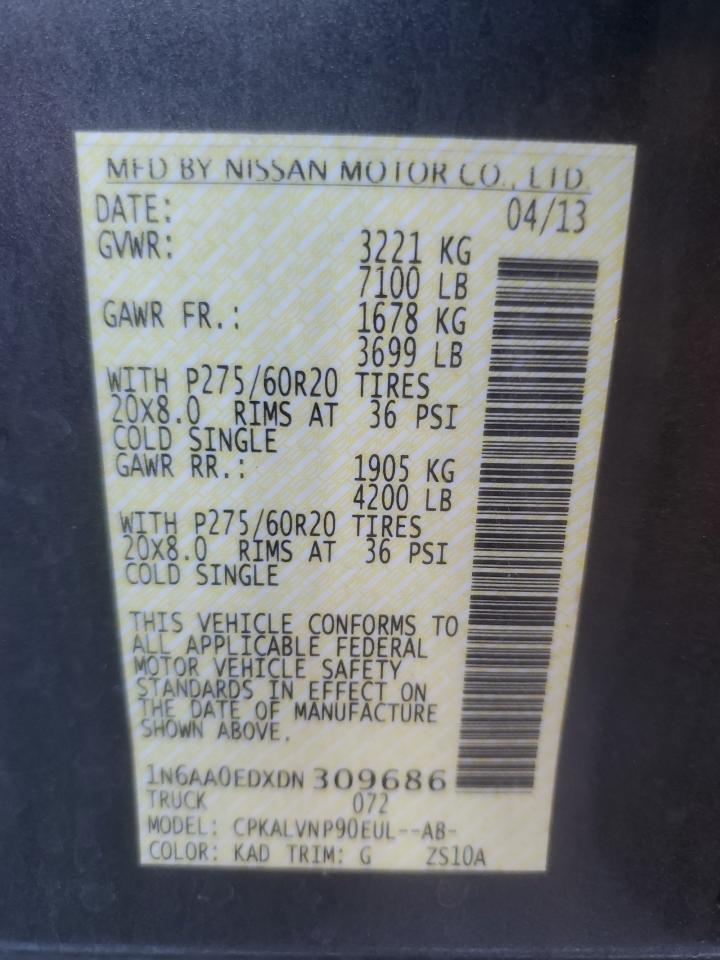 MFD BY NISSAN MOTOR CO., LTD.
DATE: 04/13
GVWR: 3221 KG
7100 LB
GAWR FR.: 1678 KG
3699 LB
WITH P275/60R20 TIRES
20X8.0 RIMS AT 36 PSI
COLD SINGLE
GAWR RR.: 1905 KG
4200 LB
WITH P275/60R20 TIRES
20X8.0 RIMS AT 36 PSI
COLD SINGLE
THIS VEHICLE CONFORMS TO
ALL APPLICABLE FEDERAL
MOTOR VEHICLE SAFETY
STANDARDS IN EFFECT ON
THE DATE OF MANUFACTURE
SHOWN ABOVE.
1N6AA0EDXDN 309686
TRUCK 072
MODEL: CPKALVNP90EUL--AB-
COLOR: KAD TRIM: G ZS10A